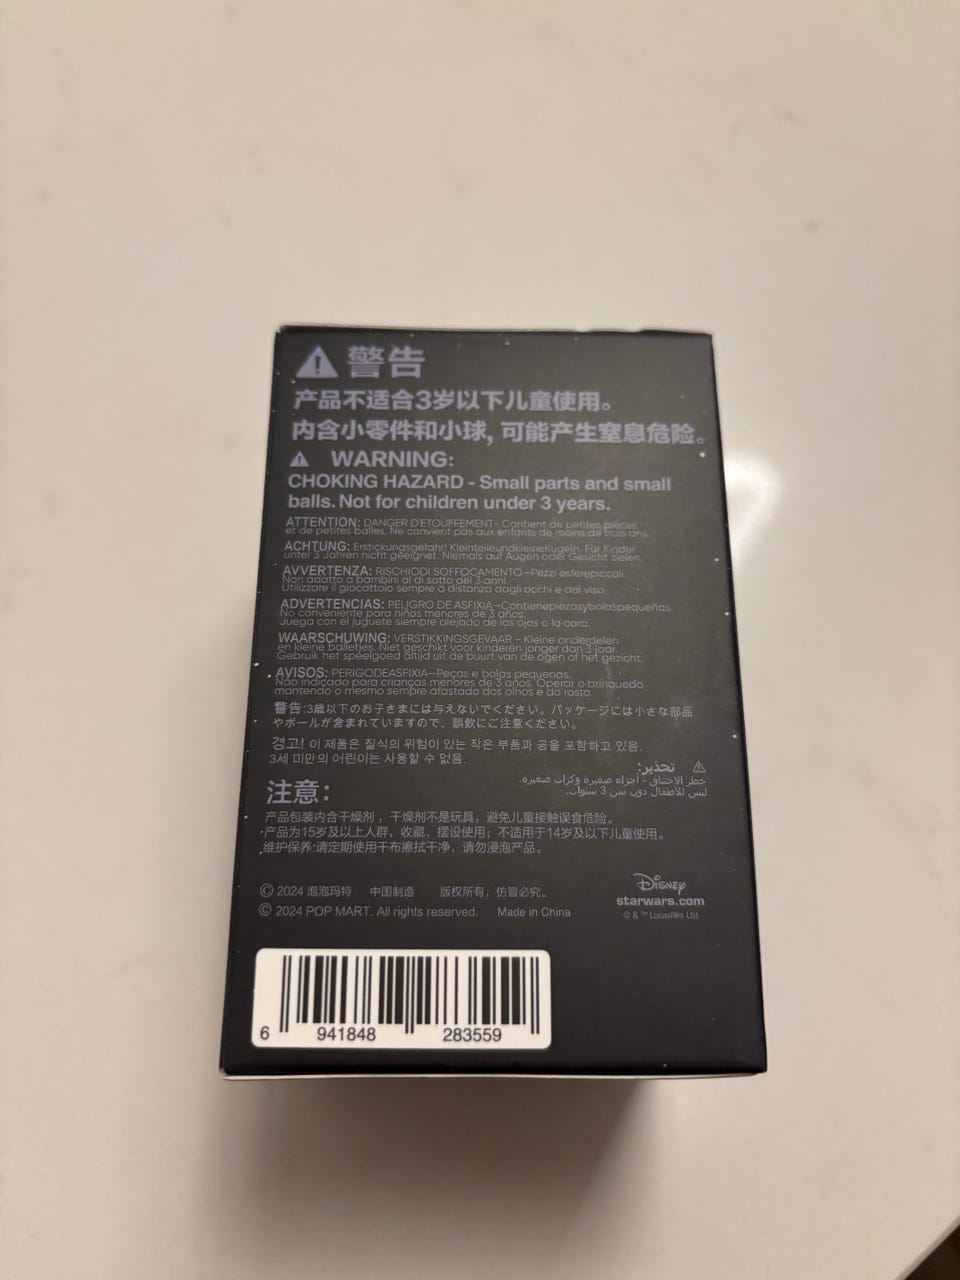 警告
产品不适合3岁以下儿童使用。
内含小零件和小球, 可能产生窒息危险。
WARNING:
CHOKING HAZARD - Small parts and small
balls. Not for children under 3 years.
ATTENTION: DANGER D'ETOUFFEMENT- Contient de petites pièces
et de petites balles. Ne convient pas aux enfants de moins de trois ans.
ACHTUNG: Erstickungsgefahr! KleinteileundkleineKugeln. Für Kinder
unter 3 Jahren nicht geeignet. Niemals auf Augen oder Gesicht zielen.
AVVERTENZA: RISCHIODI SOFFOCAMENTO-Pezzi esferepiccoli.
Non adatto a bambini al di sotto dei 3 anni.
Utilizzare il giocattolo sempre a distanza dagli occhi e dal viso.
ADVERTENCIAS: PELIGRO DE ASFIXIA-Contienepiezasybolaspequeñas.
No conveniente para niños menores de 3 años.
Juega con el juguete siempre alejado de los ojos o la cara.
WAARSCHUWING: VERSTIKKINGSGEVAAR - Kleine onderdelen
en kleine balletjes. Niet geschikt voor kinderen jonger dan 3 jaar.
Gebruik het speelgoed altijd uit de buurt van de ogen of het gezicht.
AVISOS: PERIGODEASFIXIA-Peças e bolas pequenas.
Não indicado para crianças menores de 3 anos. Operar o brinquedo
mantendo o mesmo sempre afastado dos olhos e do rosto.
警告:3歳以下のお子さまには与えないでください。パッケージには小さな部品
やボールが含まれていますので、誤飲にご注意ください。
경고! 이 제품은 질식의 위험이 있는 작은 부품과 공을 포함하고 있음.
3세 미만의 어린이는 사용할 수 없음.
تحذير:
خطر الاختناق - أجزاء صغيره وكرات صغيرة.
ليس للأطفال دون سن 3 سنوات.
注意：
产品包装内含干燥剂，干燥剂不是玩具，避免儿童接触误食危险。
产品为15岁及以上人群，收藏、摆设使用；不适用于14岁及以下儿童使用。
维护保养:请定期使用干布擦拭干净，请勿浸泡产品。
© 2024 泡泡玛特 中国制造 版权所有，仿冒必究。
© 2024 POP MART. All rights reserved. Made in China
Disney
starwars.com
© & ™ Lucasfilm Ltd.
6 941848 283559